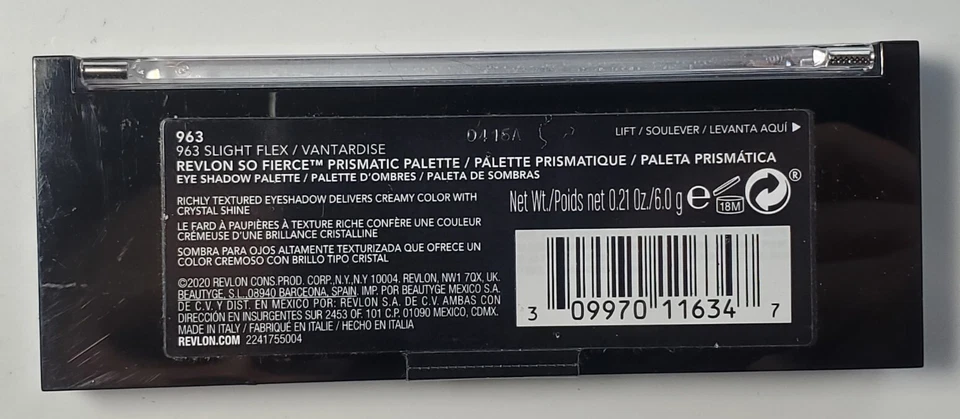 963
963 SLIGHT FLEX / VANTARDISE
0415A
LIFT / SOULEVER / LEVANTA AQUÍ
REVLON SO FIERCE™ PRISMATIC PALETTE / PALETTE PRISMATIQUE / PALETA PRISMÁTICA
EYE SHADOW PALETTE / PALETTE D'OMBRES / PALETA DE SOMBRAS
RICHLY TEXTURED EYESHADOW DELIVERS CREAMY COLOR WITH
CRYSTAL SHINE
LE FARD À PAUPIÈRES À TEXTURE RICHE CONFÈRE UNE COULEUR
CRÉMEUSE D'UNE BRILLANCE CRISTALLINE
SOMBRA PARA OJOS ALTAMENTE TEXTURIZADA QUE OFRECE UN
COLOR CREMOSO CON BRILLO TIPO CRISTAL
©2020 REVLON CONS.PROD. CORP.,N.Y.,N.Y 10004. REVLON, NW1 7QX, UK.
BEAUTYGE, S.L.,08940 BARCEONA, SPAIN. IMP. POR BEAUTYGE MEXICO S.A.
DE C.V, Y DIST. EN MEXICO POR: REVLON S.A. DE C.V. AMBAS CON
DIRECCIÓN EN INSURGENTES SUR 2453 OF. 101 C.P. 01090 MÉXICO, CDMX.
MADE IN ITALY / FABRIQUÉ EN ITALIE / HECHO EN ITALIA
REVLON.COM 2241755004
Net Wt./Poids net 0.21 Oz/6.0 g e 18M ®
3 09970 11634 7